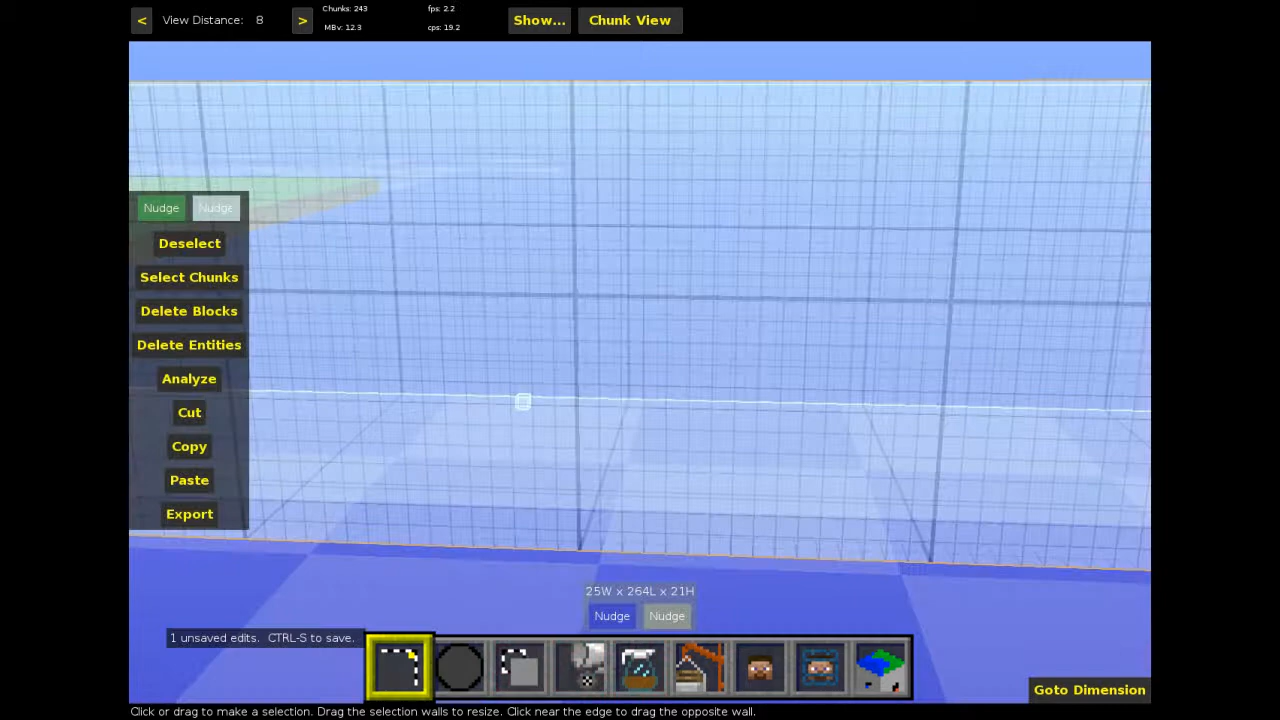 < View Distance: 8 >
Chunks: 243
fps: 2.2
MBv: 12.3
cps: 19.2
Show...
Chunk View
Nudge Nudge
Deselect
Select Chunks
Delete Blocks
Delete Entities
Analyze
Cut
Copy
Paste
Export
25W x 264L x 21H
Nudge Nudge
1 unsaved edits. CTRL-S to save.
Goto Dimension
Click or drag to make a selection. Drag the selection walls to resize. Click near the edge to drag the opposite wall.